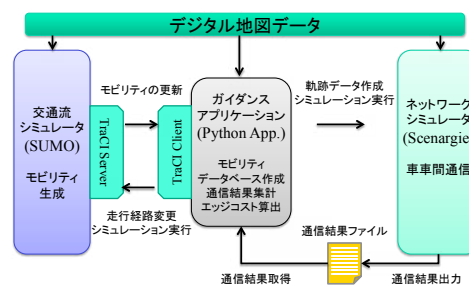 デジタル地図データ
交通流
シミュレータ
(SUMO)
モビリティ
生成
TraCI Server
モビリティの更新
走行経路変更
シミュレーション実行
TraCI Client
ガイダンス
アプリケーション
(Python App.)
モビリティ
データベース作成
通信結果集計
エッジコスト算出
軌跡データ作成
シミュレーション実行
ネットワーク
シミュレータ
(Scenargie)
車車間通信
通信結果ファイル
通信結果取得
通信結果出力